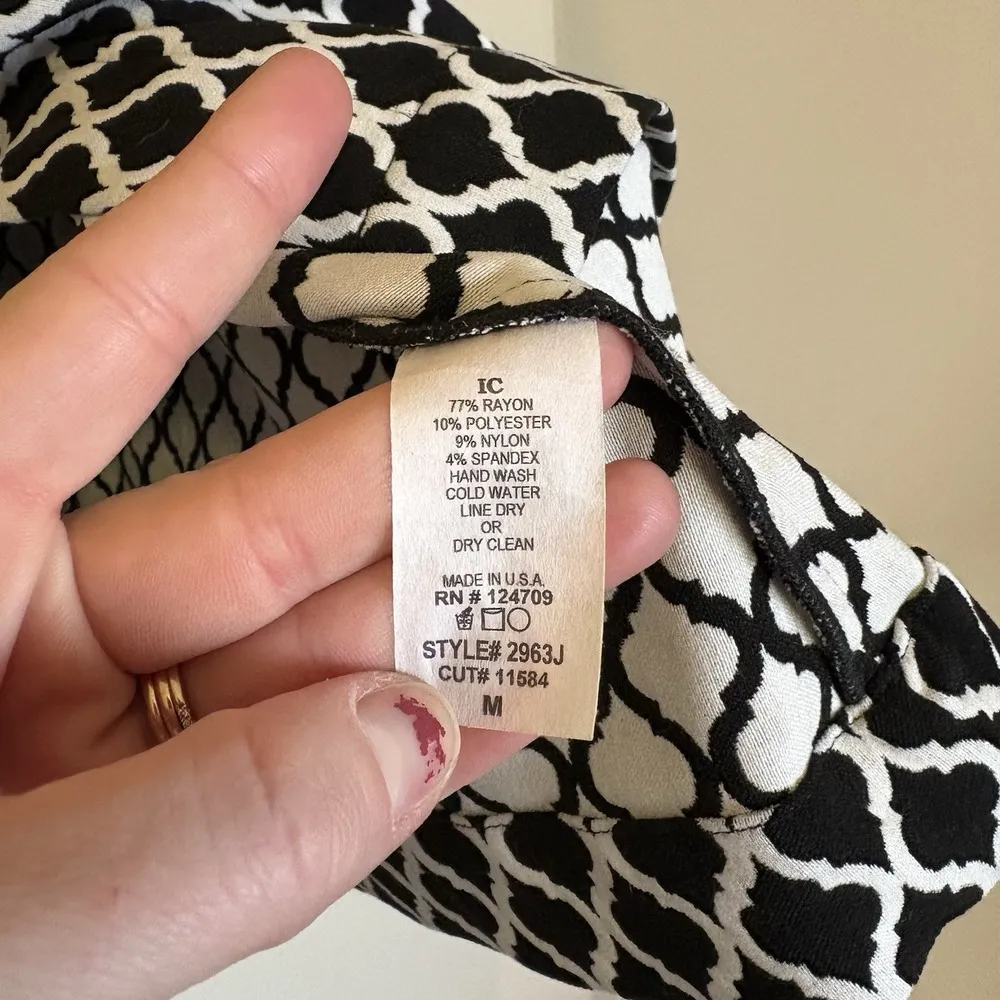 IC
77% RAYON
10% POLYESTER
9% NYLON
4% SPANDEX
HAND WASH
COLD WATER
LINE DRY
OR
DRY CLEAN
MADE IN U.S.A.
RN # 124709
STYLE# 2963J
CUT# 11584
M